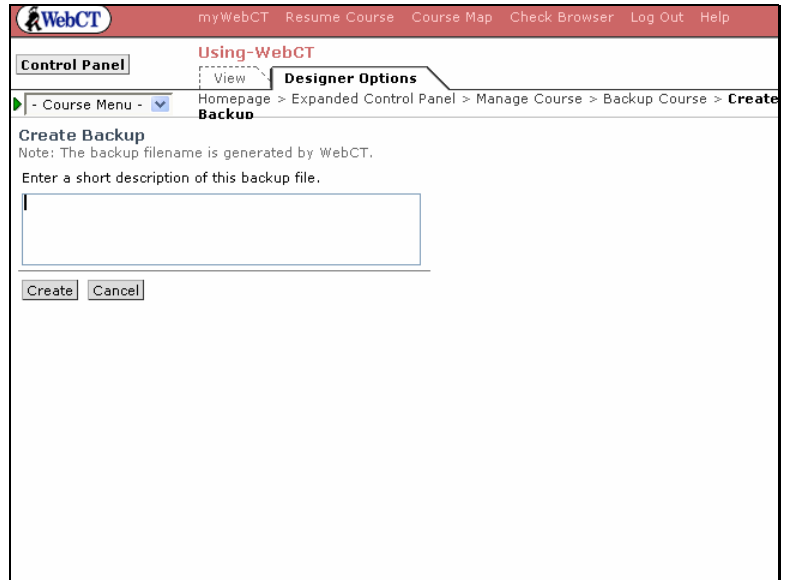 WebCT
myWebCT Resume Course Course Map Check Browser Log Out Help
Control Panel
Using-WebCT
View Designer Options
- Course Menu -
Homepage > Expanded Control Panel > Manage Course > Backup Course > Create
Backup
Create Backup
Note: The backup filename is generated by WebCT.
Enter a short description of this backup file.
Create Cancel